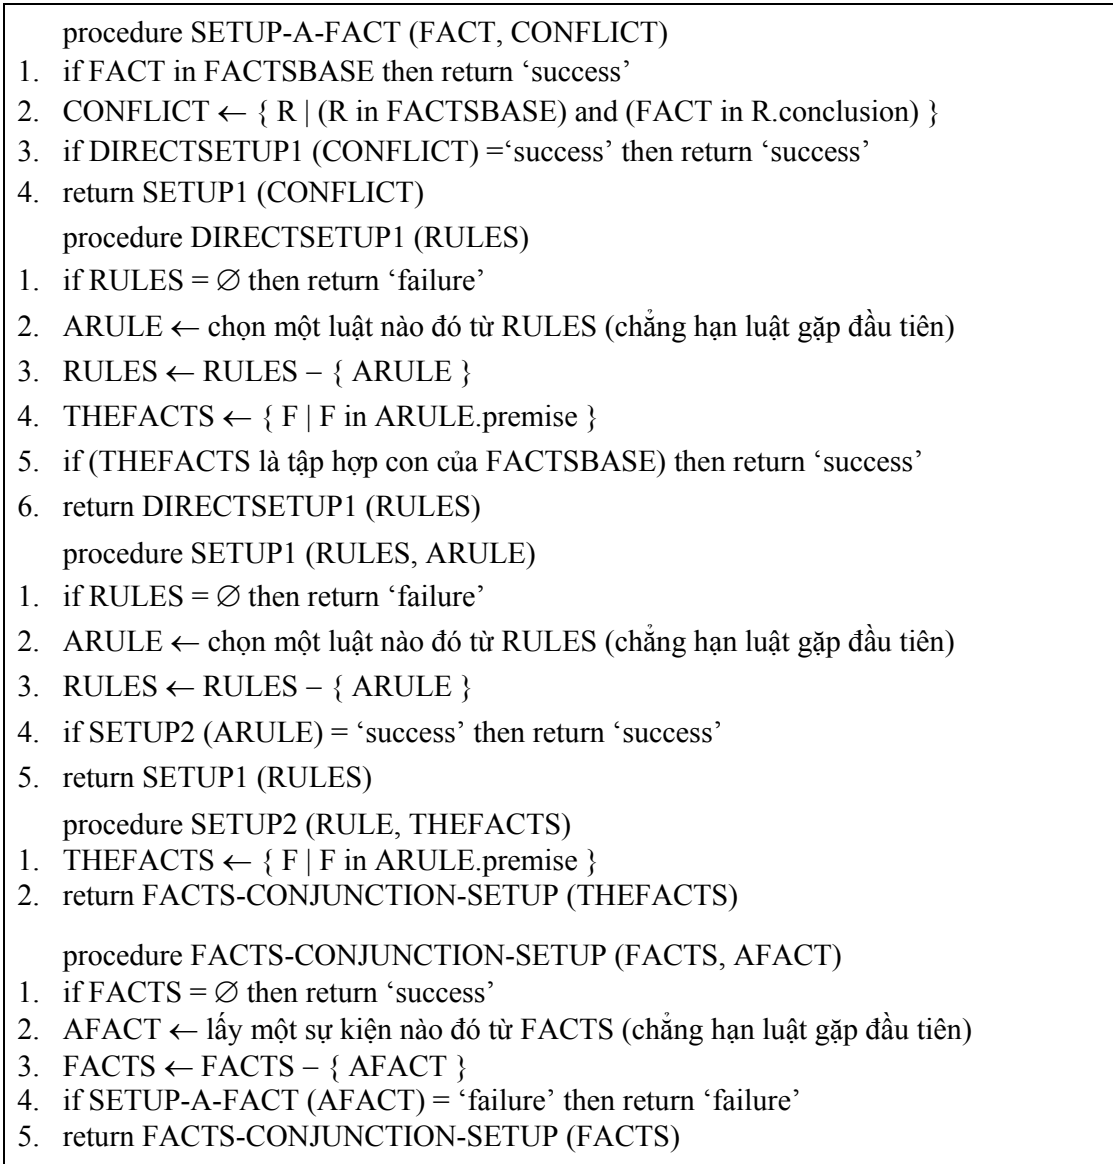 procedure SETUP-A-FACT (FACT, CONFLICT)
1. if FACT in FACTSBASE then return ‘success’
2. CONFLICT ← { R | (R in FACTSBASE) and (FACT in R.conclusion) }
3. if DIRECTSETUP1 (CONFLICT) =‘success’ then return ‘success’
4. return SETUP1 (CONFLICT)
procedure DIRECTSETUP1 (RULES)
1. if RULES = ∅ then return ‘failure’
2. ARULE ← chọn một luật nào đó từ RULES (chẳng hạn luật gặp đầu tiên)
3. RULES ← RULES – { ARULE }
4. THEFACTS ← { F | F in ARULE.premise }
5. if (THEFACTS là tập hợp con của FACTSBASE) then return ‘success’
6. return DIRECTSETUP1 (RULES)
procedure SETUP1 (RULES, ARULE)
1. if RULES = ∅ then return ‘failure’
2. ARULE ← chọn một luật nào đó từ RULES (chẳng hạn luật gặp đầu tiên)
3. RULES ← RULES – { ARULE }
4. if SETUP2 (ARULE) = ‘success’ then return ‘success’
5. return SETUP1 (RULES)
procedure SETUP2 (RULE, THEFACTS)
1. THEFACTS ← { F | F in ARULE.premise }
2. return FACTS-CONJUNCTION-SETUP (THEFACTS)
procedure FACTS-CONJUNCTION-SETUP (FACTS, AFACT)
1. if FACTS = ∅ then return ‘success’
2. AFACT ← lấy một sự kiện nào đó từ FACTS (chẳng hạn luật gặp đầu tiên)
3. FACTS ← FACTS – { AFACT }
4. if SETUP-A-FACT (AFACT) = ‘failure’ then return ‘failure’
5. return FACTS-CONJUNCTION-SETUP (FACTS)